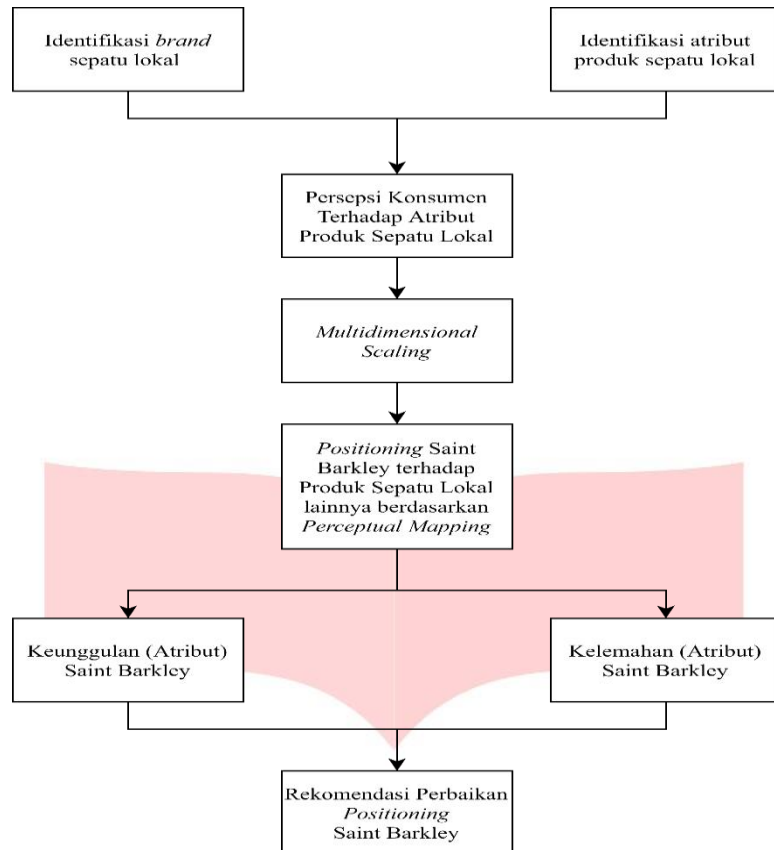 Identifikasi brand
sepatu lokal
Identifikasi atribut
produk sepatu lokal
Persepsi Konsumen
Terhadap Atribut
Produk Sepatu Lokal
Multidimensional
Scaling
Positioning Saint
Barkley terhadap
Produk Sepatu Lokal
lainnya berdasarkan
Perceptual Mapping
Keunggulan (Atribut)
Saint Barkley
Kelemahan (Atribut)
Saint Barkley
Rekomendasi Perbaikan
Positioning
Saint Barkley